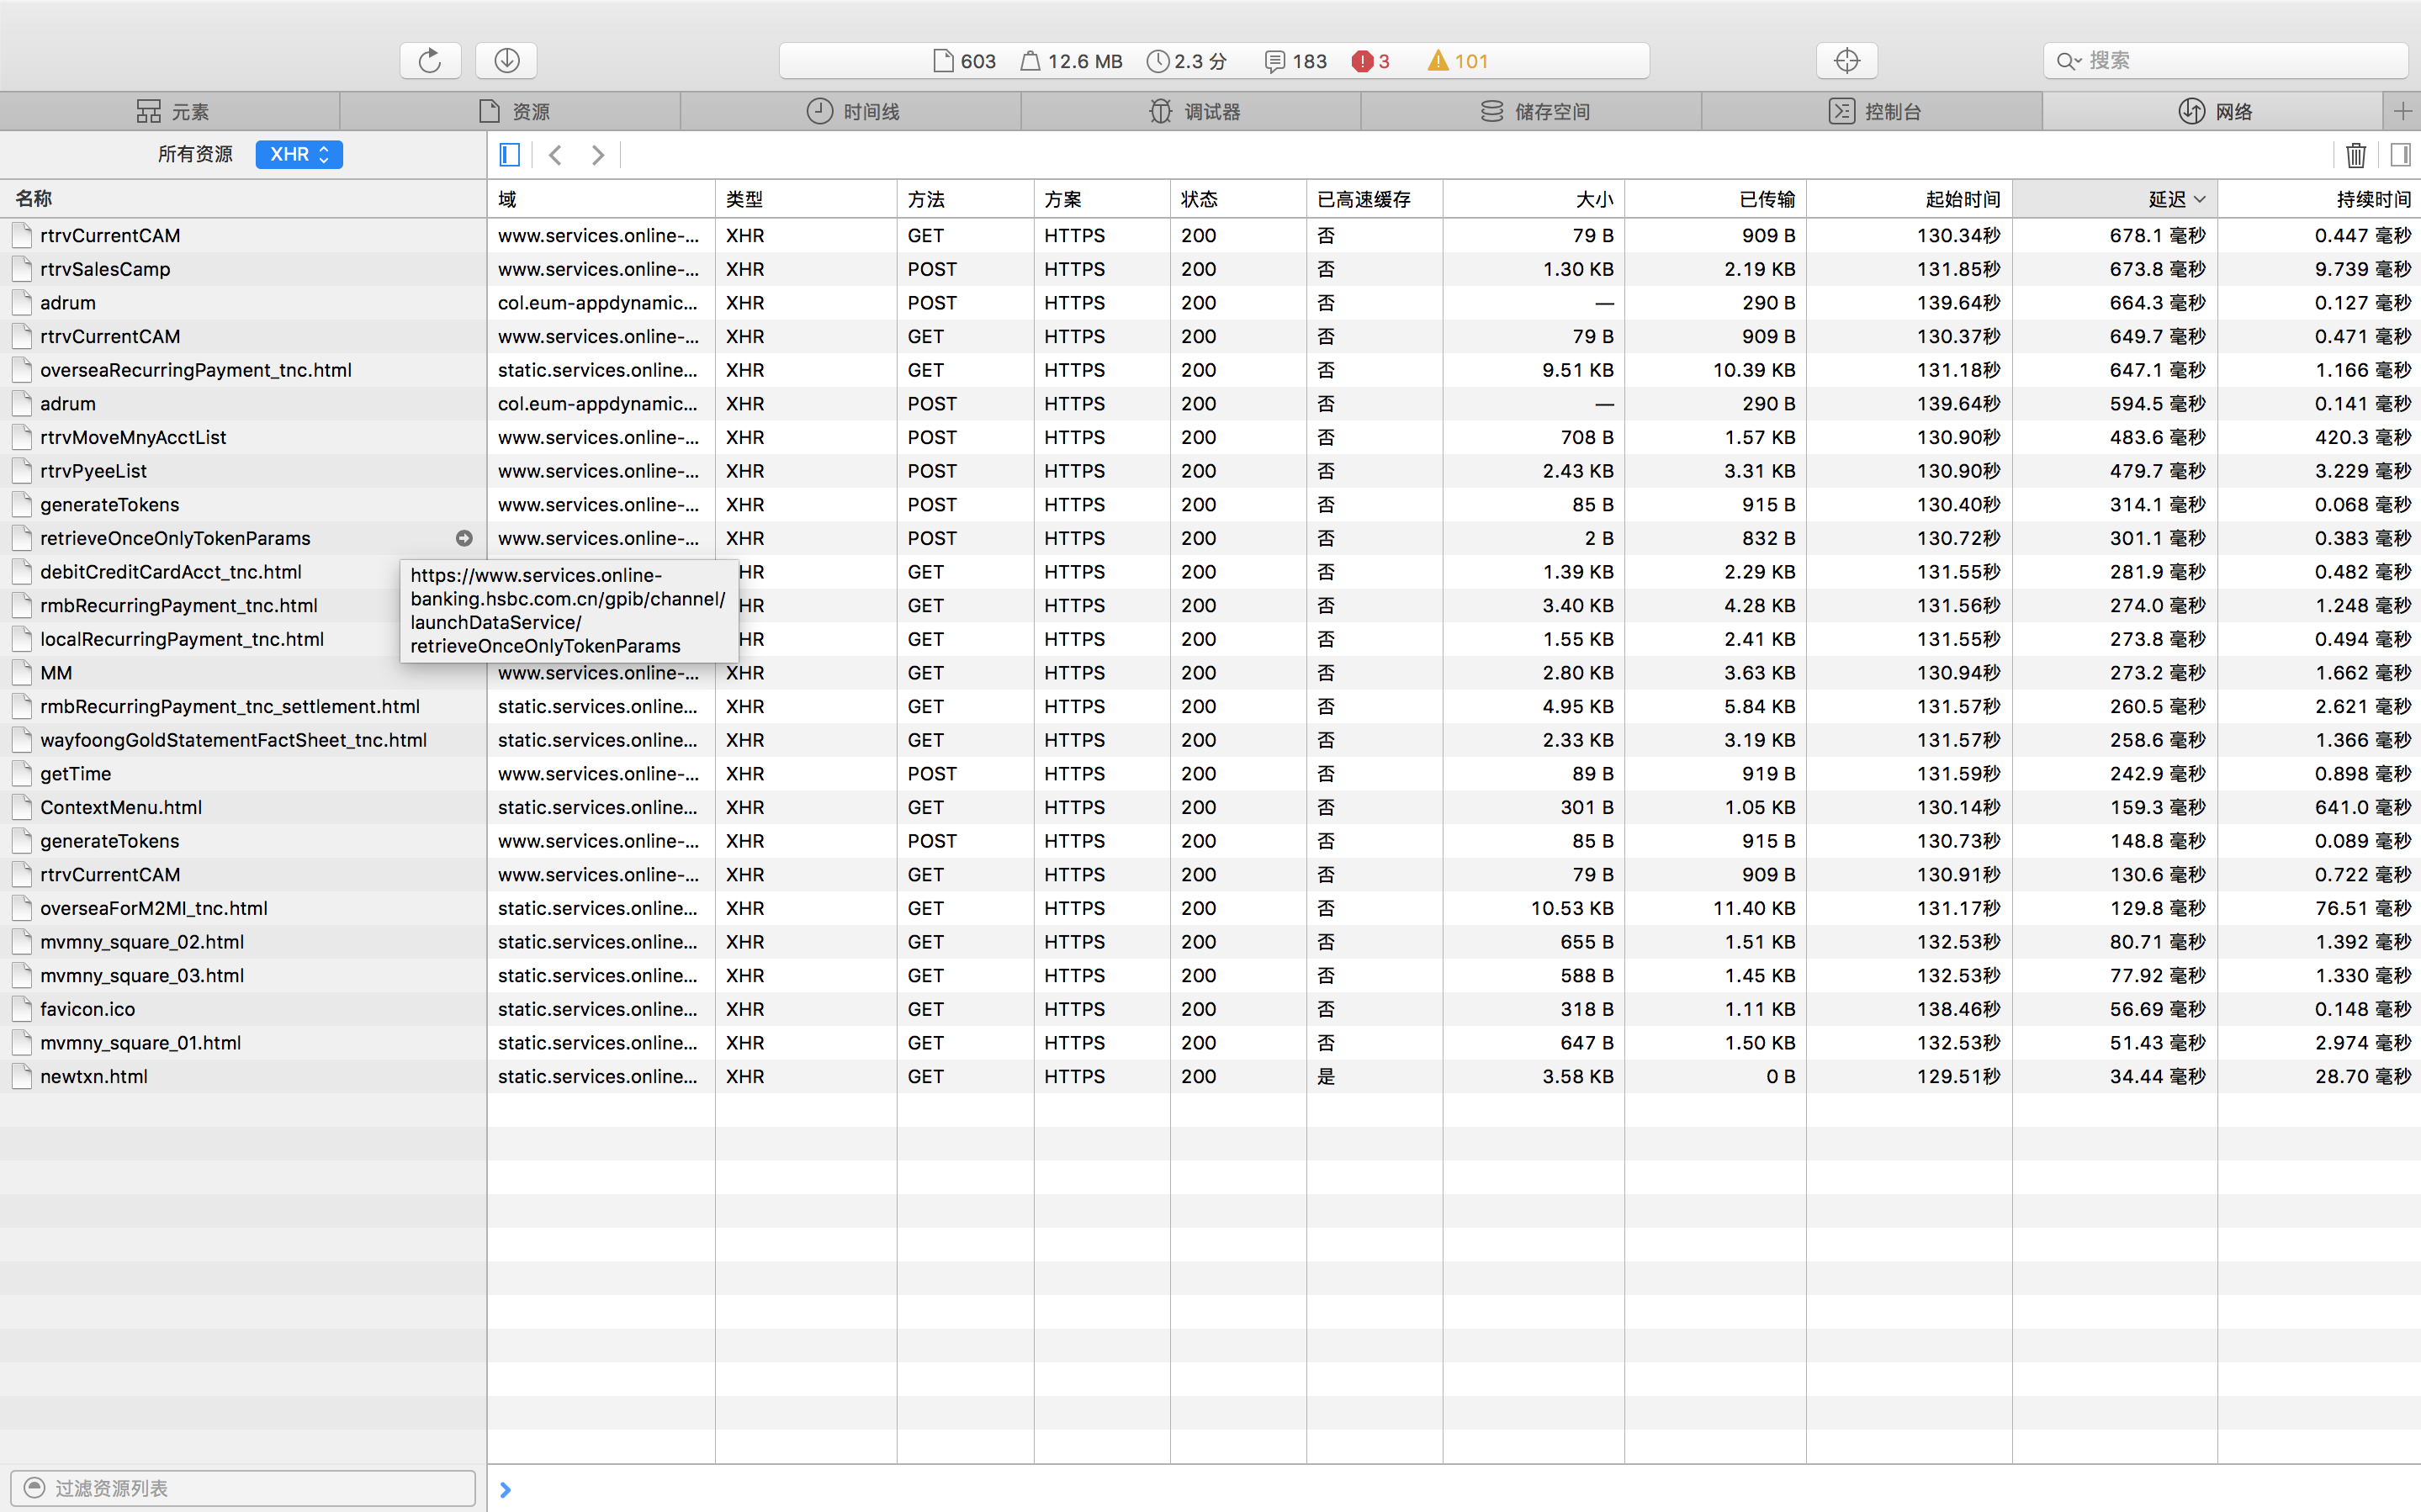 603 12.6 MB 2.3 分 183 3 101 搜索
元素 资源 时间线 调试器 储存空间 控制台 网络
所有资源 XHR
名称 域 类型 方法 方案 状态 已高速缓存 大小 已传输 起始时间 延迟 持续时间
rtrvCurrentCAM www.services.online-... XHR GET HTTPS 200 否 79 B 909 B 130.34秒 678.1 毫秒 0.447 毫秒
rtrvSalesCamp www.services.online-... XHR POST HTTPS 200 否 1.30 KB 2.19 KB 131.85秒 673.8 毫秒 9.739 毫秒
adrum col.eum-appdynamic... XHR POST HTTPS 200 否 — 290 B 139.64秒 664.3 毫秒 0.127 毫秒
rtrvCurrentCAM www.services.online-... XHR GET HTTPS 200 否 79 B 909 B 130.37秒 649.7 毫秒 0.471 毫秒
overseaRecurringPayment_tnc.html static.services.online... XHR GET HTTPS 200 否 9.51 KB 10.39 KB 131.18秒 647.1 毫秒 1.166 毫秒
adrum col.eum-appdynamic... XHR POST HTTPS 200 否 — 290 B 139.64秒 594.5 毫秒 0.141 毫秒
rtrvMoveMnyAcctList www.services.online-... XHR POST HTTPS 200 否 708 B 1.57 KB 130.90秒 483.6 毫秒 420.3 毫秒
rtrvPyeeList www.services.online-... XHR POST HTTPS 200 否 2.43 KB 3.31 KB 130.90秒 479.7 毫秒 3.229 毫秒
generateTokens www.services.online-... XHR POST HTTPS 200 否 85 B 915 B 130.40秒 314.1 毫秒 0.068 毫秒
retrieveOnceOnlyTokenParams www.services.online-... XHR POST HTTPS 200 否 2 B 832 B 130.72秒 301.1 毫秒 0.383 毫秒
debitCreditCardAcct_tnc.html HR GET HTTPS 200 否 1.39 KB 2.29 KB 131.55秒 281.9 毫秒 0.482 毫秒
rmbRecurringPayment_tnc.html HR GET HTTPS 200 否 3.40 KB 4.28 KB 131.56秒 274.0 毫秒 1.248 毫秒
localRecurringPayment_tnc.html HR GET HTTPS 200 否 1.55 KB 2.41 KB 131.55秒 273.8 毫秒 0.494 毫秒
https://www.services.online-
banking.hsbc.com.cn/gpib/channel/
launchDataService/
retrieveOnceOnlyTokenParams
MM www.services.online-... XHR GET HTTPS 200 否 2.80 KB 3.63 KB 130.94秒 273.2 毫秒 1.662 毫秒
rmbRecurringPayment_tnc_settlement.html static.services.online... XHR GET HTTPS 200 否 4.95 KB 5.84 KB 131.57秒 260.5 毫秒 2.621 毫秒
wayfoongGoldStatementFactSheet_tnc.html static.services.online... XHR GET HTTPS 200 否 2.33 KB 3.19 KB 131.57秒 258.6 毫秒 1.366 毫秒
getTime www.services.online-... XHR POST HTTPS 200 否 89 B 919 B 131.59秒 242.9 毫秒 0.898 毫秒
ContextMenu.html static.services.online... XHR GET HTTPS 200 否 301 B 1.05 KB 130.14秒 159.3 毫秒 641.0 毫秒
generateTokens www.services.online-... XHR POST HTTPS 200 否 85 B 915 B 130.73秒 148.8 毫秒 0.089 毫秒
rtrvCurrentCAM www.services.online-... XHR GET HTTPS 200 否 79 B 909 B 130.91秒 130.6 毫秒 0.722 毫秒
overseaForM2MI_tnc.html static.services.online... XHR GET HTTPS 200 否 10.53 KB 11.40 KB 131.17秒 129.8 毫秒 76.51 毫秒
mvmny_square_02.html static.services.online... XHR GET HTTPS 200 否 655 B 1.51 KB 132.53秒 80.71 毫秒 1.392 毫秒
mvmny_square_03.html static.services.online... XHR GET HTTPS 200 否 588 B 1.45 KB 132.53秒 77.92 毫秒 1.330 毫秒
favicon.ico static.services.online... XHR GET HTTPS 200 否 318 B 1.11 KB 138.46秒 56.69 毫秒 0.148 毫秒
mvmny_square_01.html static.services.online... XHR GET HTTPS 200 否 647 B 1.50 KB 132.53秒 51.43 毫秒 2.974 毫秒
newtxn.html static.services.online... XHR GET HTTPS 200 是 3.58 KB 0 B 129.51秒 34.44 毫秒 28.70 毫秒
过滤资源列表